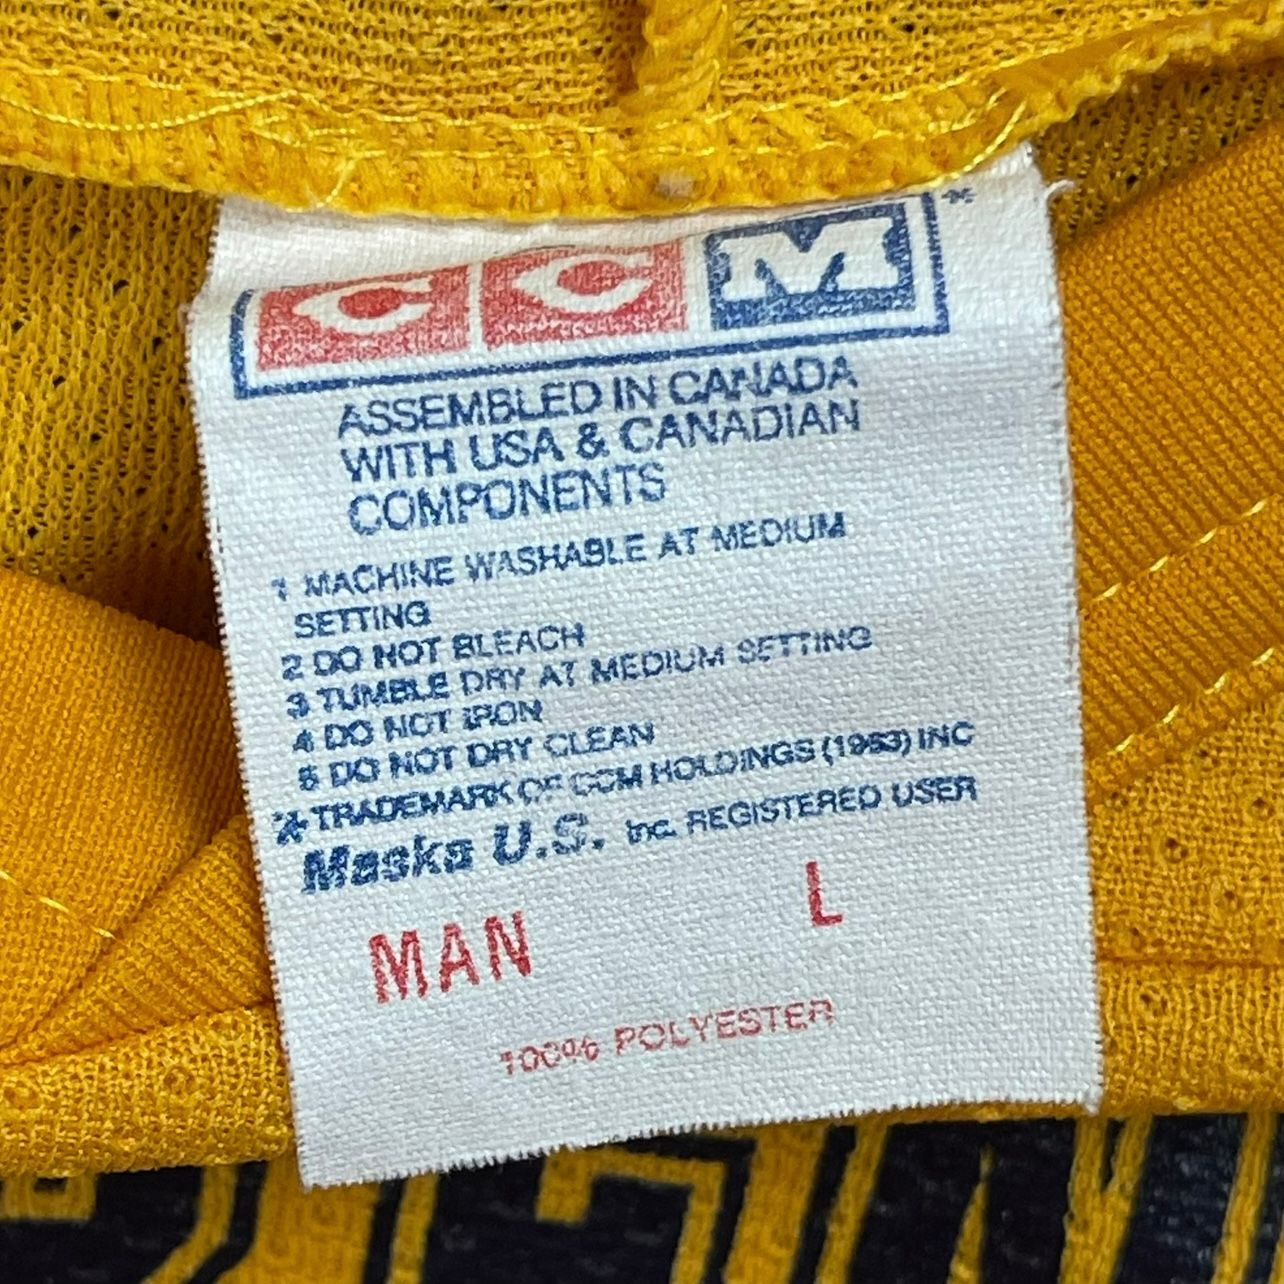 CCM*
ASSEMBLED IN CANADA
WITH USA & CANADIAN
COMPONENTS
1 MACHINE WASHABLE AT MEDIUM
SETTING
2 DO NOT BLEACH
3 TUMBLE DRY AT MEDIUM SETTING
4 DO NOT IRON
5 DO NOT DRY CLEAN
* TRADEMARK OF CCM HOLDINGS (1983) INC
Maska U.S. Inc. REGISTERED USER
MAN L
100% POLYESTER